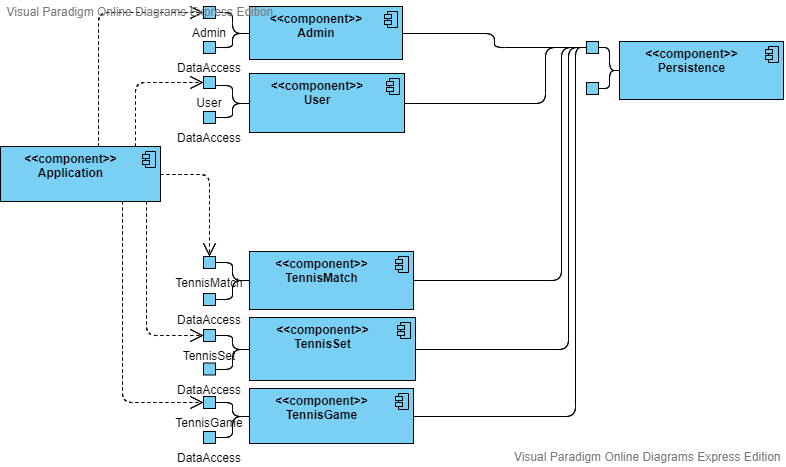 Visual Paradigm Online Diagrams Express Edition
<<component>>
Admin
Admin
DataAccess
<<component>>
User
User
DataAccess
<<component>>
Persistence
<<component>>
Application
<<component>>
TennisMatch
TennisMatch
DataAccess
<<component>>
TennisSet
TennisSet
DataAccess
<<component>>
TennisGame
TennisGame
DataAccess
Visual Paradigm Online Diagrams Express Edition